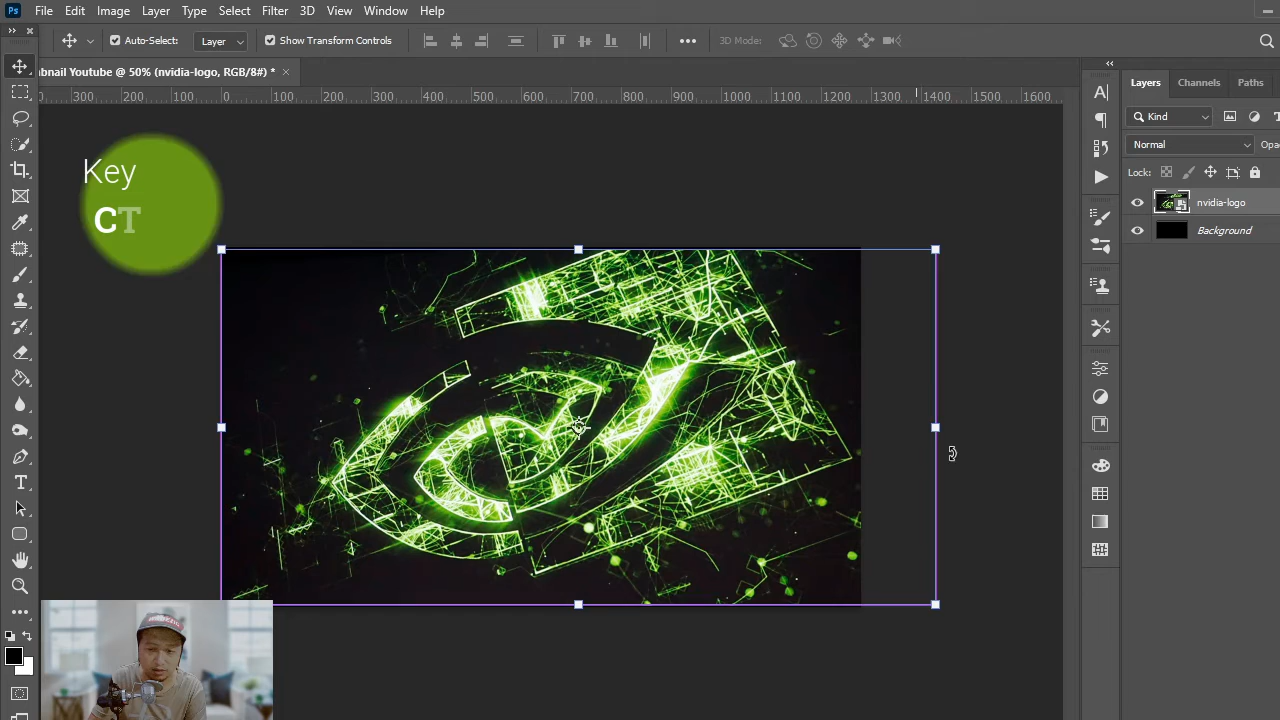 Ps File Edit Image Layer Type Select Filter 3D View Window Help
Auto-Select: Layer Show Transform Controls 3D Mode:
bnail Youtube @ 50% (nvidia-logo, RGB/8#) * ×
300 200 100 0 100 200 300 400 500 600 700 800 900 1000 1100 1200 1300 1400 1500 1600
Layers Channels Paths
Kind
Normal Opa
Lock:
nvidia-logo
Background
Key
CT